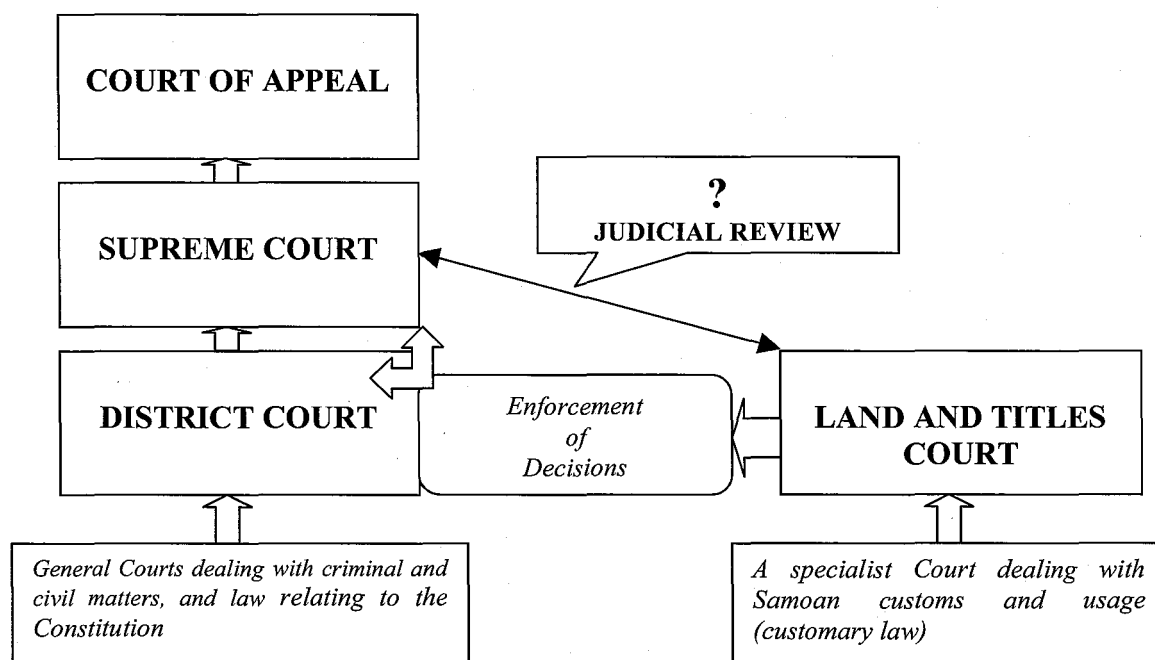 COURT OF APPEAL
?
JUDICIAL REVIEW
SUPREME COURT
DISTRICT COURT
Enforcement
of
Decisions
LAND AND TITLES
COURT
General Courts dealing with criminal and
civil matters, and law relating to the
Constitution
A specialist Court dealing with
Samoan customs and usage
(customary law)